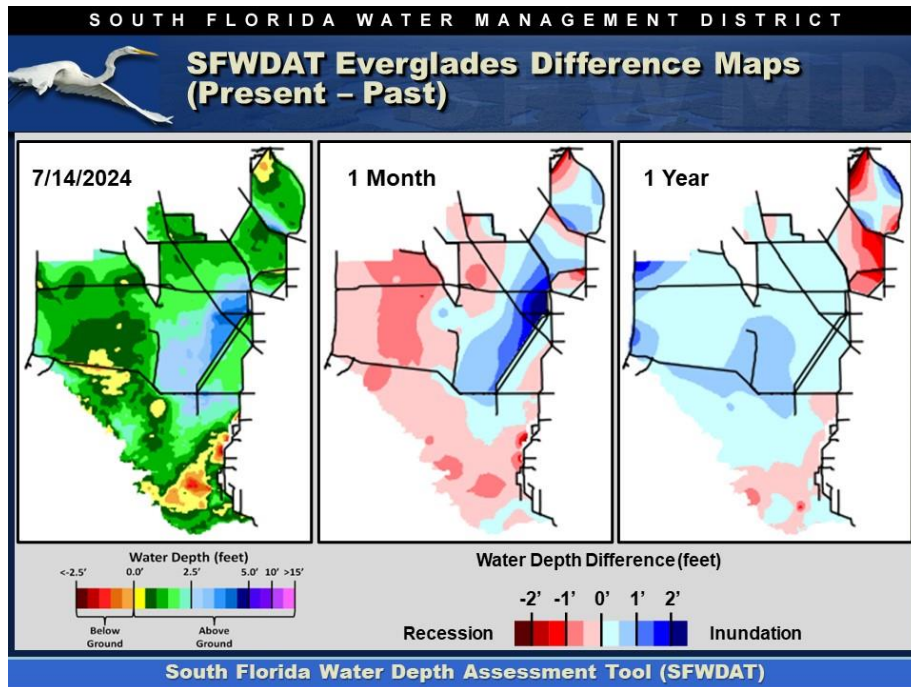 SOUTH FLORIDA WATER MANAGEMENT DISTRICT
SFWDAT Everglades Difference Maps
(Present – Past)
SFWMD
7/14/2024
1 Month
1 Year
Water Depth (feet)
<-2.5' 0.0' 2.5' 5.0' 10' >15'
Below
Ground
Above
Ground
Water Depth Difference (feet)
-2' -1' 0' 1' 2'
Recession
Inundation
South Florida Water Depth Assessment Tool (SFWDAT)